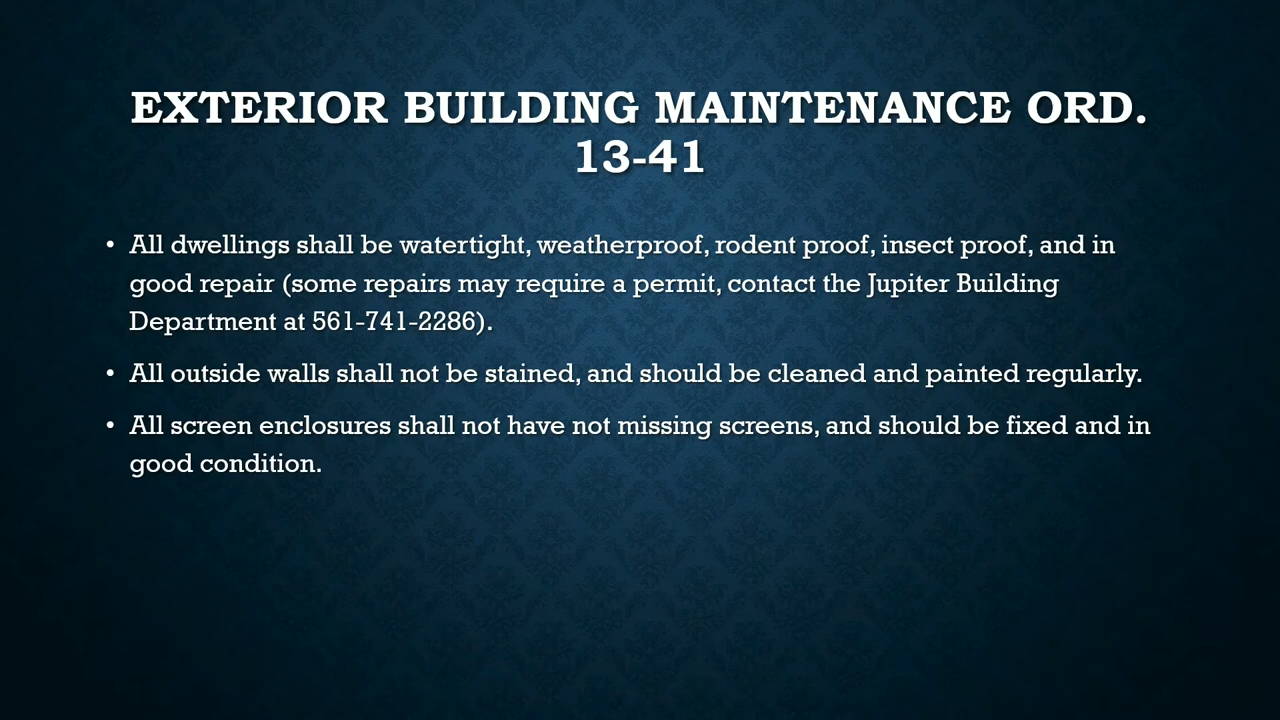 EXTERIOR BUILDING MAINTENANCE ORD.
13-41
• All dwellings shall be watertight, weatherproof, rodent proof, insect proof, and in
good repair (some repairs may require a permit, contact the Jupiter Building
Department at 561-741-2286).
• All outside walls shall not be stained, and should be cleaned and painted regularly.
• All screen enclosures shall not have not missing screens, and should be fixed and in
good condition.